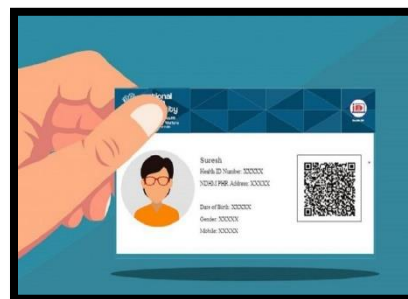 Suresh
Health ID Number: XXXXX
NDHM PHR Address: XXXXX
Date of Birth: XXXXX
Gender: XXXXX
Mobile: XXXXX